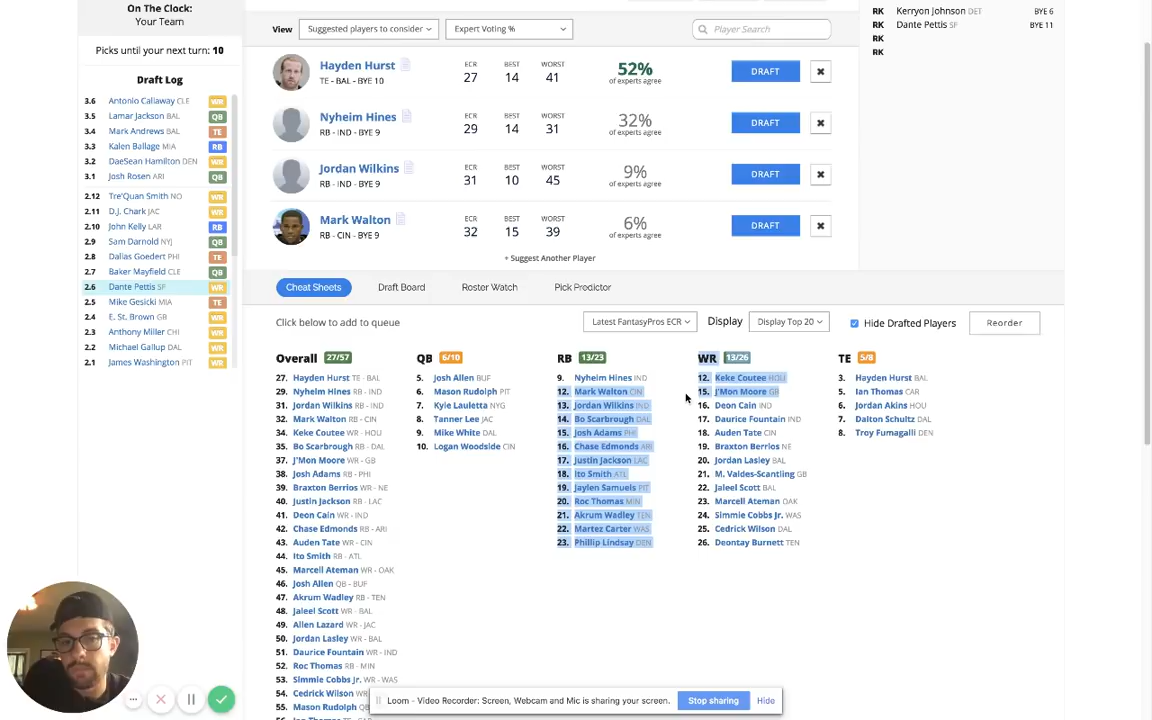 On The Clock:
Your Team
Picks until your next turn: 10
Draft Log
3.6 Antonio Callaway CLE WR
3.5 Lamar Jackson BAL QB
3.4 Mark Andrews BAL TE
3.3 Kalen Ballage MIA RB
3.2 DaeSean Hamilton DEN WR
3.1 Josh Rosen ARI QB
2.12 Tre'Quan Smith NO WR
2.11 D.J. Chark JAC WR
2.10 John Kelly LAR RB
2.9 Sam Darnold NYJ QB
2.8 Dallas Goedert PHI TE
2.7 Baker Mayfield CLE QB
2.6 Dante Pettis SF WR
2.5 Mike Gesicki MIA TE
2.4 E. St. Brown GB WR
2.3 Anthony Miller CHI WR
2.2 Michael Gallup DAL WR
2.1 James Washington PIT WR
View Suggested players to consider Expert Voting % Player Search
Hayden Hurst
TE - BAL - BYE 10
ECR 27 BEST 14 WORST 41
52%
of experts agree
DRAFT
Nyheim Hines
RB - IND - BYE 9
ECR 29 BEST 14 WORST 31
32%
of experts agree
DRAFT
Jordan Wilkins
RB - IND - BYE 9
ECR 31 BEST 10 WORST 45
9%
of experts agree
DRAFT
Mark Walton
RB - CIN - BYE 9
ECR 32 BEST 15 WORST 39
6%
of experts agree
DRAFT
+ Suggest Another Player
RK Kerryon Johnson DET BYE 6
RK Dante Pettis SF BYE 11
RK
RK
Cheat Sheets Draft Board Roster Watch Pick Predictor
Click below to add to queue Latest FantasyPros ECR Display Display Top 20 Hide Drafted Players Reorder
Overall 27/57
27. Hayden Hurst TE - BAL
29. Nyheim Hines RB - IND
31. Jordan Wilkins RB - IND
32. Mark Walton RB - CIN
34. Keke Coutee WR - HOU
35. Bo Scarbrough RB - DAL
37. J'Mon Moore WR - GB
38. Josh Adams RB - PHI
39. Braxton Berrios WR - NE
40. Justin Jackson RB - LAC
41. Deon Cain WR - IND
42. Chase Edmonds RB - ARI
43. Auden Tate WR - CIN
44. Ito Smith RB - ATL
45. Marcell Ateman WR - OAK
46. Josh Allen QB - BUF
47. Akrum Wadley RB - TEN
48. Jaleel Scott WR - BAL
49. Allen Lazard WR - JAC
50. Jordan Lasley WR - BAL
51. Daurice Fountain WR - IND
52. Roc Thomas RB - MIN
53. Simmie Cobbs Jr. WR - WAS
54. Cedrick Wilson WR
55. Mason Rudolph QB
QB 6/10
5. Josh Allen BUF
6. Mason Rudolph PIT
7. Kyle Lauletta NYG
8. Tanner Lee JAC
9. Mike White DAL
10. Logan Woodside CIN
RB 13/23
9. Nyheim Hines IND
12. Mark Walton CIN
13. Jordan Wilkins IND
14. Bo Scarbrough DAL
15. Josh Adams PHI
16. Chase Edmonds ARI
17. Justin Jackson LAC
18. Ito Smith ATL
19. Jaylen Samuels PIT
20. Roc Thomas MIN
21. Akrum Wadley TEN
22. Martez Carter WAS
23. Phillip Lindsay DEN
WR 13/26
12. Keke Coutee HOU
15. J'Mon Moore GB
16. Deon Cain IND
17. Daurice Fountain IND
18. Auden Tate CIN
19. Braxton Berrios NE
20. Jordan Lasley BAL
21. M. Valdes-Scantling GB
22. Jaleel Scott BAL
23. Marcell Ateman OAK
24. Simmie Cobbs Jr. WAS
25. Cedrick Wilson DAL
26. Deontay Burnett TEN
TE 5/8
3. Hayden Hurst BAL
5. Ian Thomas CAR
6. Jordan Akins HOU
7. Dalton Schultz DAL
8. Troy Fumagalli DEN
Loom – Video Recorder: Screen, Webcam and Mic is sharing your screen. Stop sharing Hide